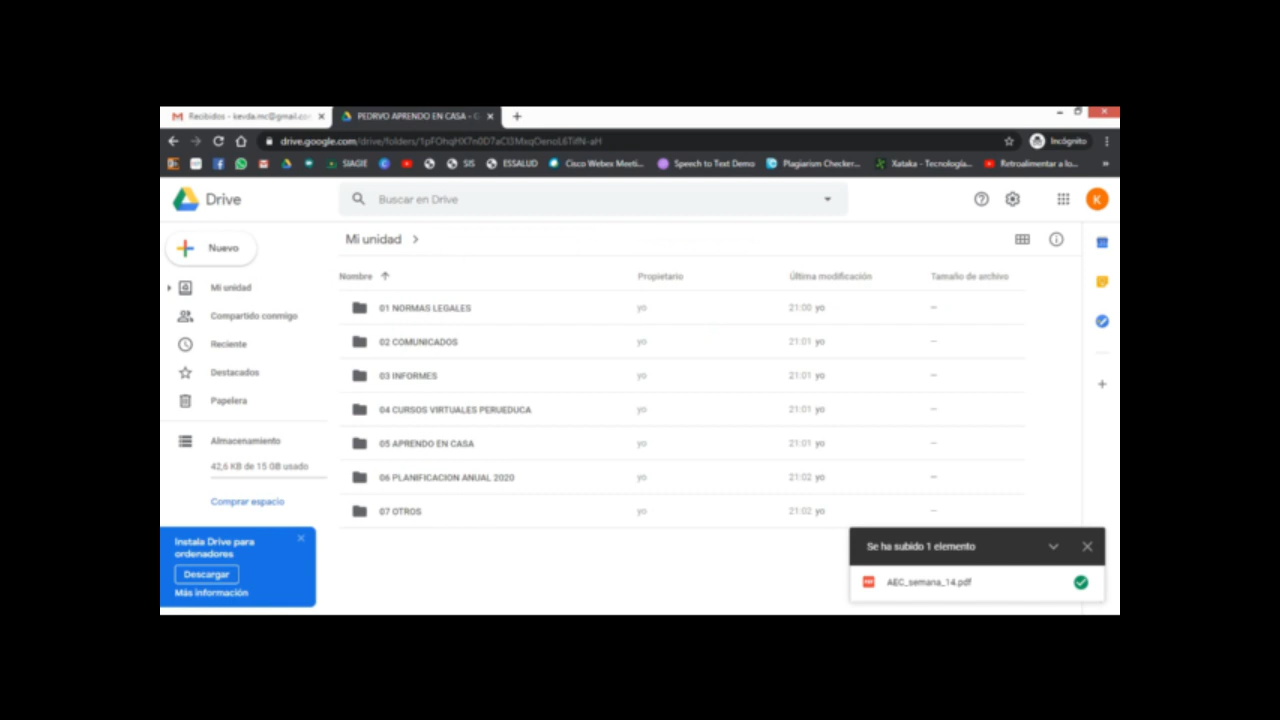 Recibidos - kevda.mc@gmail.co
PEDRVO APRENDO EN CASA - G
drive.google.com/drive/folders/
Incógnito
SIAGIE
SIS
ESSALUD
Cisco Webex Meeti...
Speech to Text Demo
Plagiarism Checker...
Xataka - Tecnología...
Retroalimentar a lo...
Drive
Buscar en Drive
K
Nuevo
Mi unidad
Nombre
Propietario
Última modificación
Tamaño de archivo
Mi unidad
Compartido conmigo
Reciente
Destacados
Papelera
Almacenamiento
42,6 KB de 15 GB usado
Comprar espacio
01 NORMAS LEGALES yo 21:00 yo —
02 COMUNICADOS yo 21:01 yo —
03 INFORMES yo 21:01 yo —
04 CURSOS VIRTUALES PERUEDUCA yo 21:01 yo —
05 APRENDO EN CASA yo 21:01 yo —
06 PLANIFICACION ANUAL 2020 yo 21:02 yo —
07 OTROS yo 21:02 yo —
Instala Drive para
ordenadores
Descargar
Más información
Se ha subido 1 elemento
PDF
AEC_semana_14.pdf